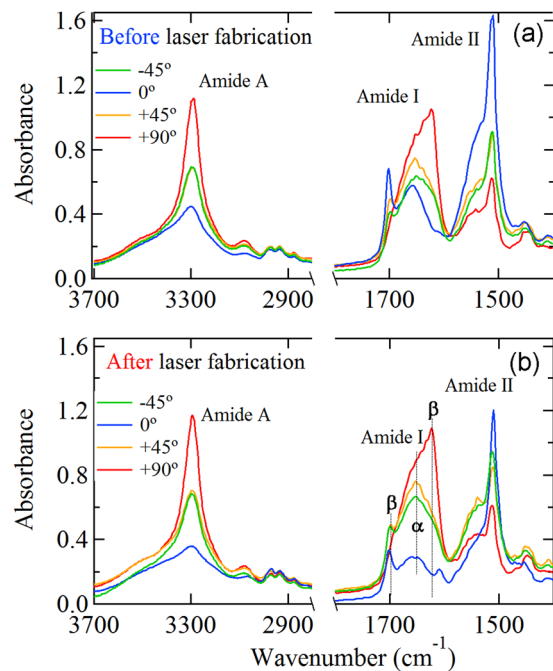 Before laser fabrication
(a)
-45º
0º
+45º
+90º
Amide A
Amide I
Amide II
Absorbance
1.6
1.2
0.8
0.4
0.0
3700
3300
2900
1700
1500
After laser fabrication
(b)
-45º
0º
+45º
+90º
Amide A
Amide I
Amide II
β
β
α
Absorbance
1.6
1.2
0.8
0.4
0.0
3700
3300
2900
1700
1500
Wavenumber (cm⁻¹)